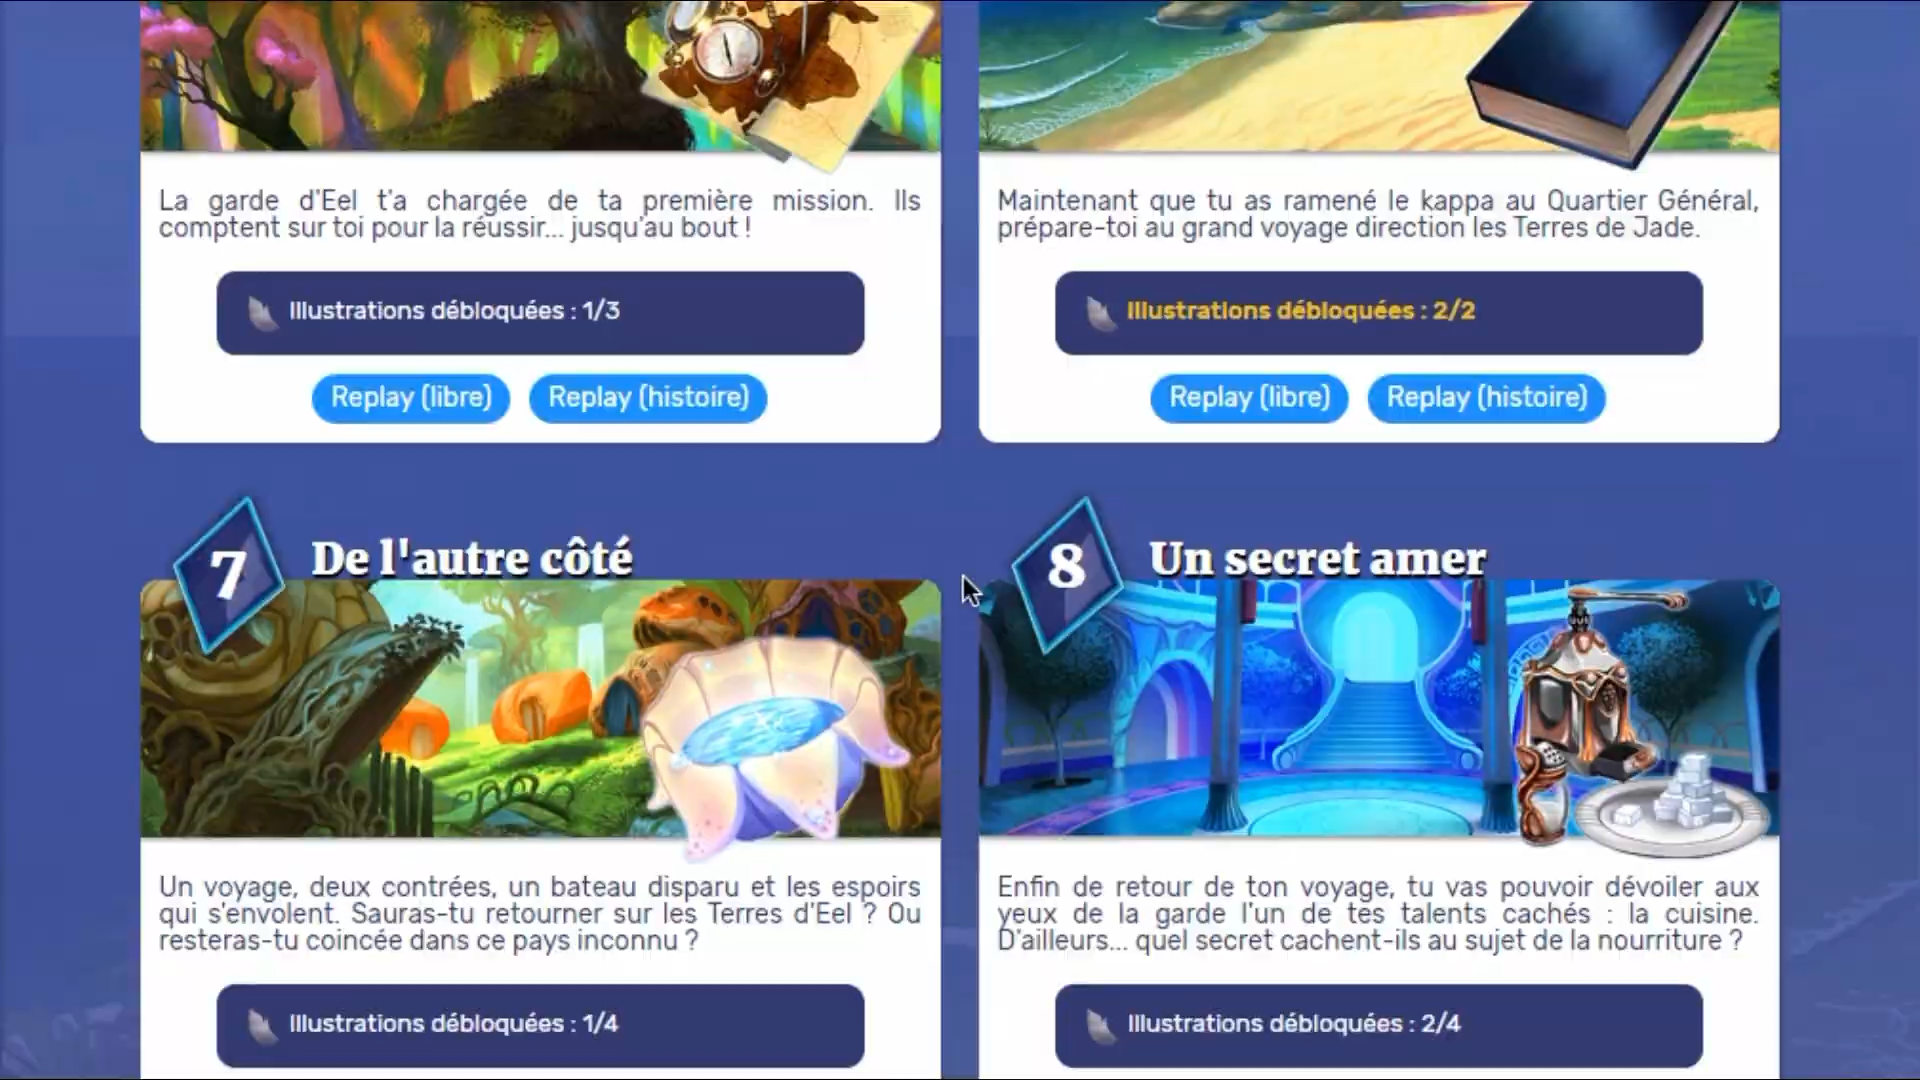 La garde d'Eel t'a chargée de ta première mission. Ils
comptent sur toi pour la réussir... jusqu'au bout !
Illustrations débloquées : 1/3
Replay (libre)
Replay (histoire)
Maintenant que tu as ramené le kappa au Quartier Général,
prépare-toi au grand voyage direction les Terres de Jade.
Illustrations débloquées : 2/2
Replay (libre)
Replay (histoire)
7
De l'autre côté
Un voyage, deux contrées, un bateau disparu et les espoirs
qui s'envolent. Sauras-tu retourner sur les Terres d'Eel ? Ou
resteras-tu coincée dans ce pays inconnu ?
Illustrations débloquées : 1/4
8
Un secret amer
Enfin de retour de ton voyage, tu vas pouvoir dévoiler aux
yeux de la garde l'un de tes talents cachés : la cuisine.
D'ailleurs... quel secret cachent-ils au sujet de la nourriture ?
Illustrations débloquées : 2/4